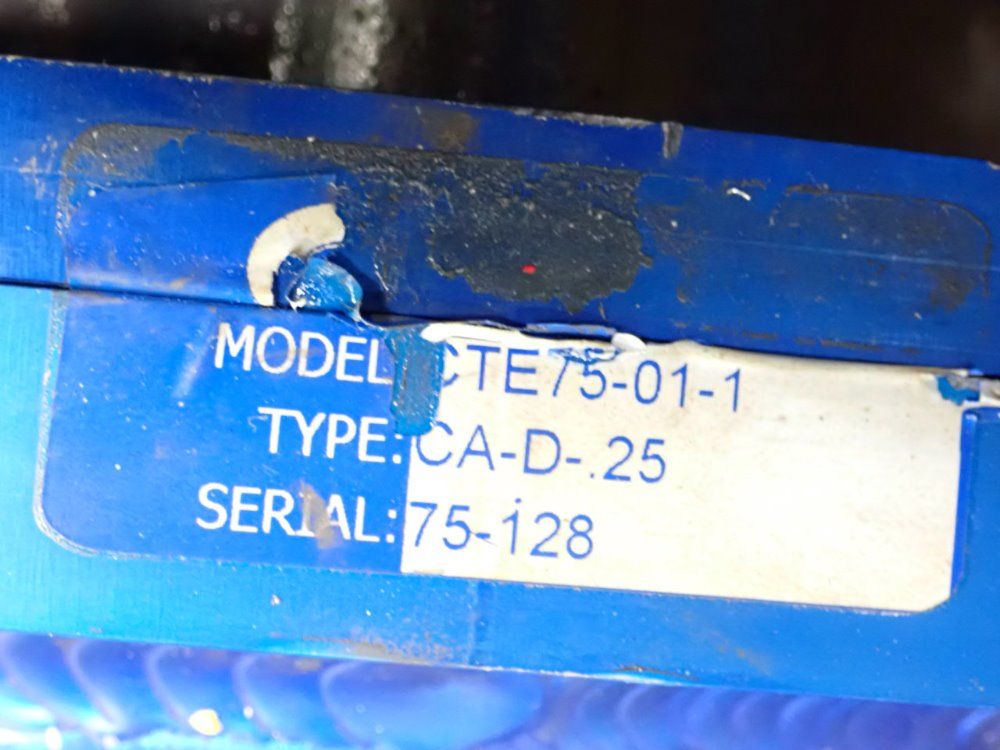 MODEL: CTE75-01-1
TYPE: CA-D-.25
SERIAL: 75-128